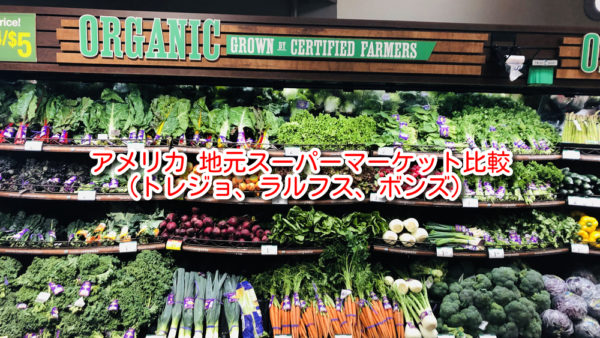 rice!
/$5
ORGANIC GROWN BY CERTIFIED FARMERS
アメリカ 地元スーパーマーケット比較
(トレジョ、ラルフス、ボンズ)